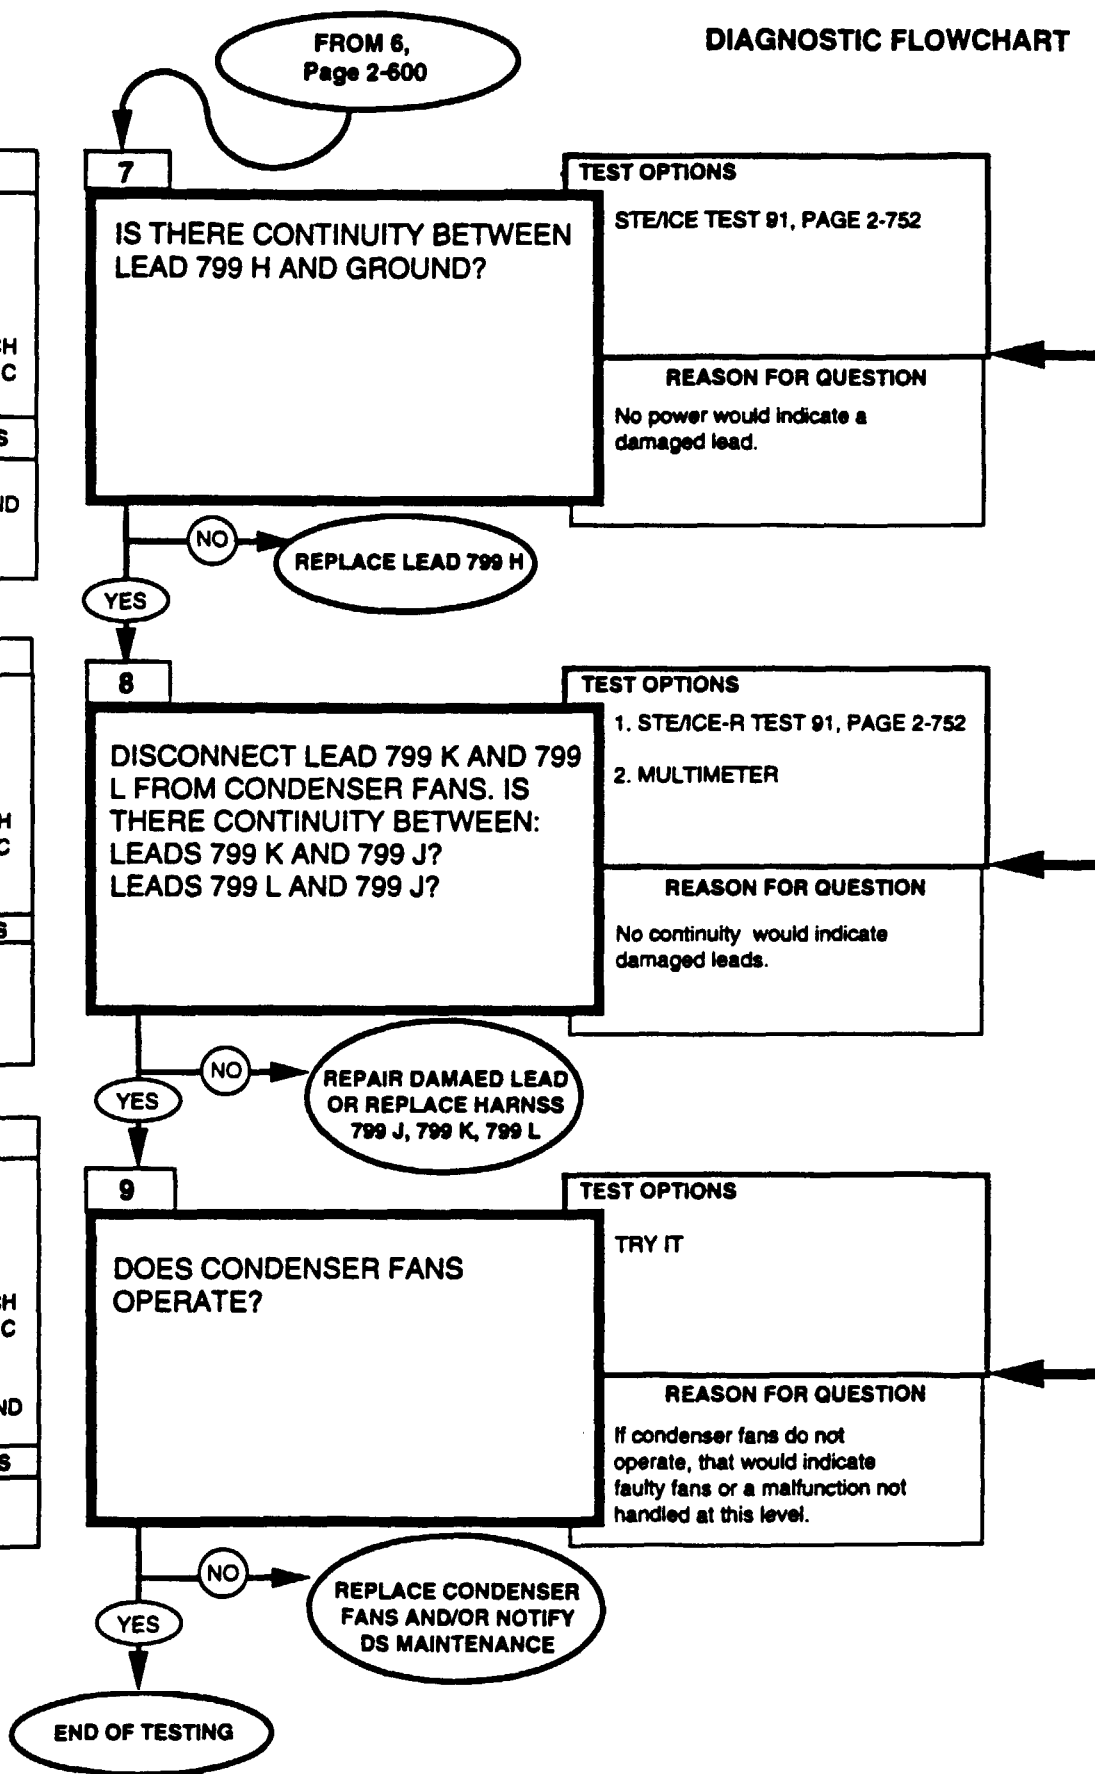 DIAGNOSTIC FLOWCHART
FROM 6,
Page 2-600
7
IS THERE CONTINUITY BETWEEN
LEAD 799 H AND GROUND?
TEST OPTIONS
STE/ICE TEST 91, PAGE 2-752
REASON FOR QUESTION
No power would indicate a
damaged lead.
NO
REPLACE LEAD 799 H
YES
8
DISCONNECT LEAD 799 K AND 799
L FROM CONDENSER FANS. IS
THERE CONTINUITY BETWEEN:
LEADS 799 K AND 799 J?
LEADS 799 L AND 799 J?
TEST OPTIONS
1. STE/ICE-R TEST 91, PAGE 2-752
2. MULTIMETER
REASON FOR QUESTION
No continuity would indicate
damaged leads.
NO
REPAIR DAMAED LEAD
OR REPLACE HARNSS
799 J, 799 K, 799 L
YES
9
DOES CONDENSER FANS
OPERATE?
TEST OPTIONS
TRY IT
REASON FOR QUESTION
If condenser fans do not
operate, that would indicate
faulty fans or a malfunction not
handled at this level.
NO
REPLACE CONDENSER
FANS AND/OR NOTIFY
DS MAINTENANCE
YES
END OF TESTING